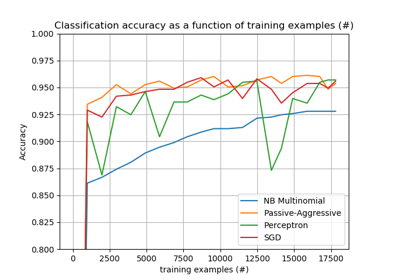 Classification accuracy as a function of training examples (#)
1.000
0.975
0.950
0.925
0.900
0.875
0.850
0.825
0.800
Accuracy
0 2500 5000 7500 10000 12500 15000 17500
training examples (#)
NB Multinomial
Passive-Aggressive
Perceptron
SGD